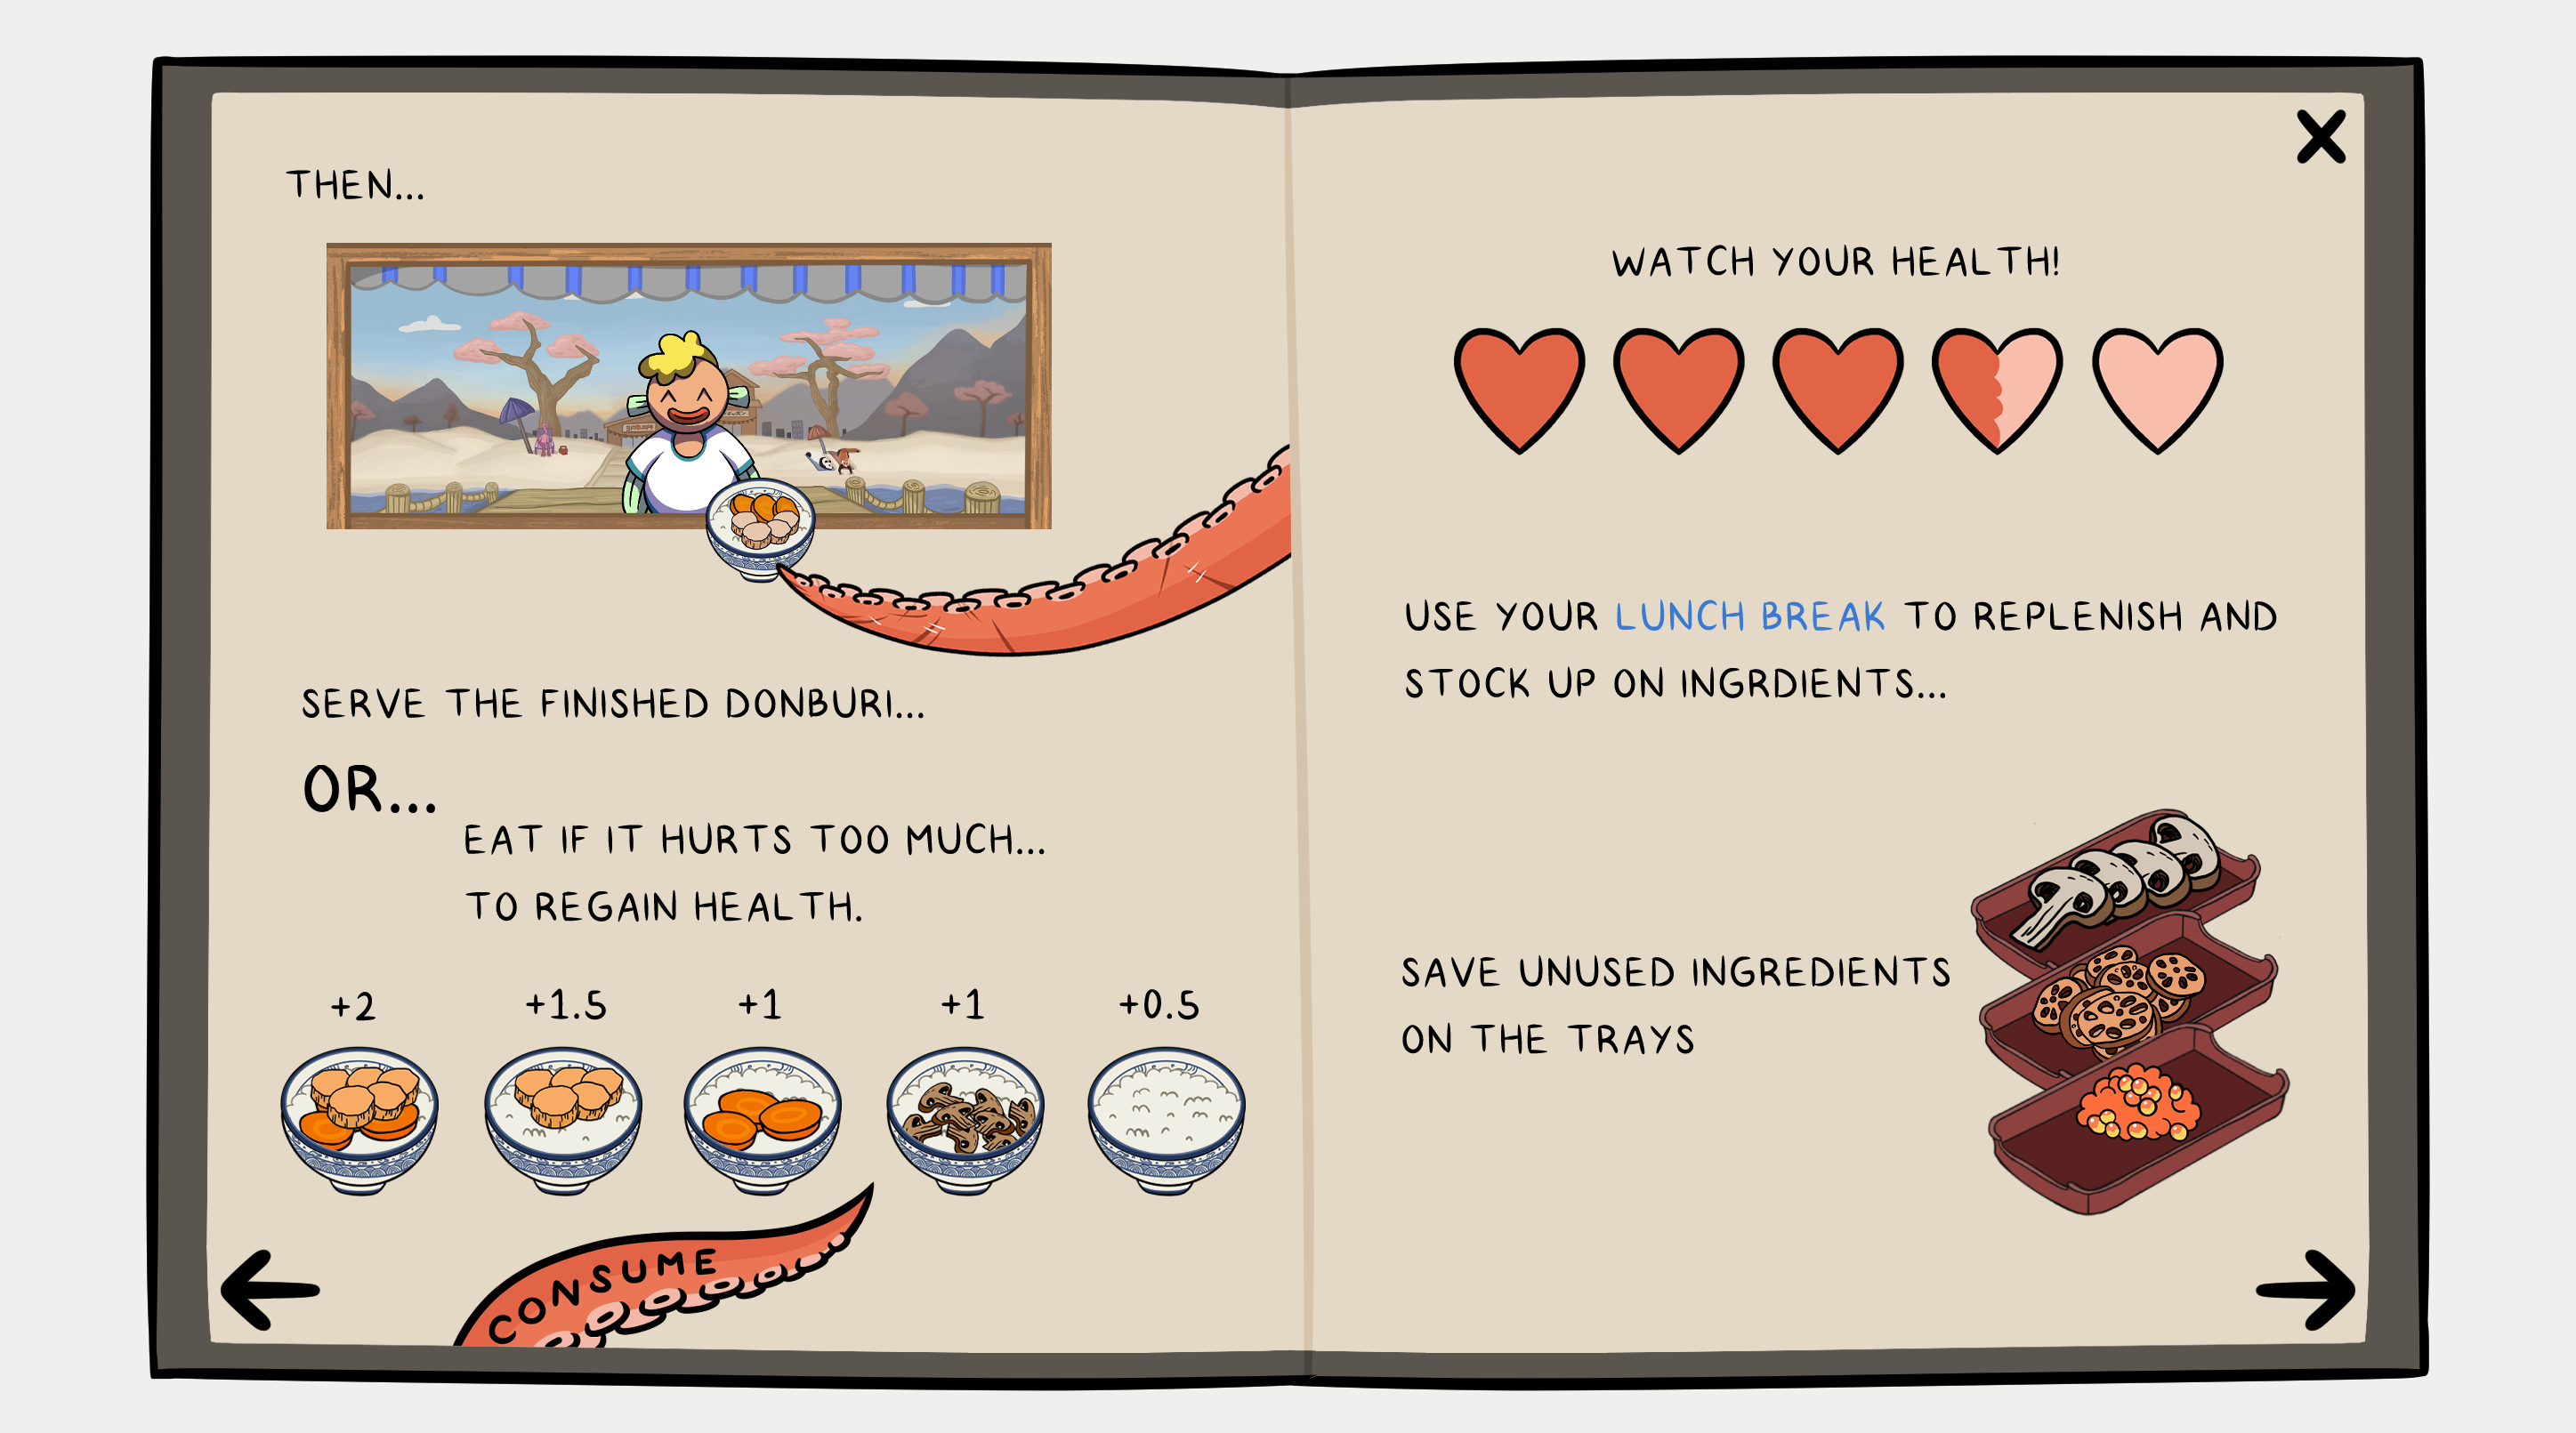 THEN...
SERVE THE FINISHED DONBURI...
OR...
EAT IF IT HURTS TOO MUCH...
TO REGAIN HEALTH.
+2 +1.5 +1 +1 +0.5
CONSUME
WATCH YOUR HEALTH!
USE YOUR LUNCH BREAK TO REPLENISH AND
STOCK UP ON INGRDIENTS...
SAVE UNUSED INGREDIENTS
ON THE TRAYS